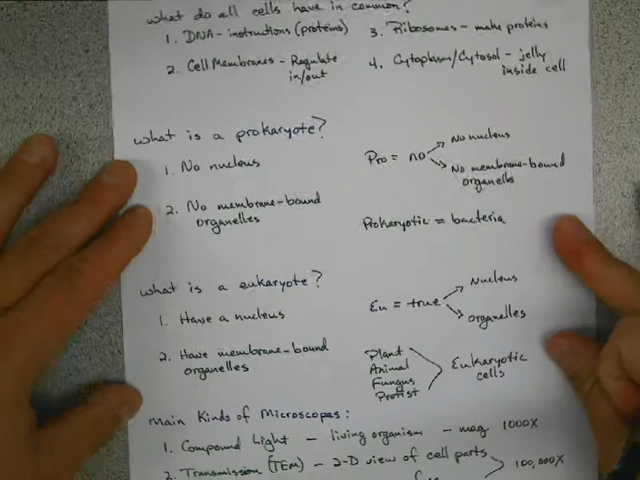 what do all cells have in common?
1. DNA - instructions (proteins)
3. Ribosomes - make proteins
2. Cell Membranes - Regulate
in/out
4. Cytoplasm/Cytosol - jelly
inside cell
what is a prokaryote?
1. No nucleus
2. No membrane-bound
organelles
Pro = no
No nucleus
No membrane-bound
organelles
Prokaryotic = bacteria
what is a eukaryote?
1. Have a nucleus
2. Have membrane-bound
organelles
Eu = true
Nucleus
organelles
Plant
Animal
Fungus
Protist
Eukaryotic
cells
Main Kinds of Microscopes:
1. Compound Light - living organism - mag 1000X
2. Transmission (TEM) - 2-D view of cell parts
100,000X